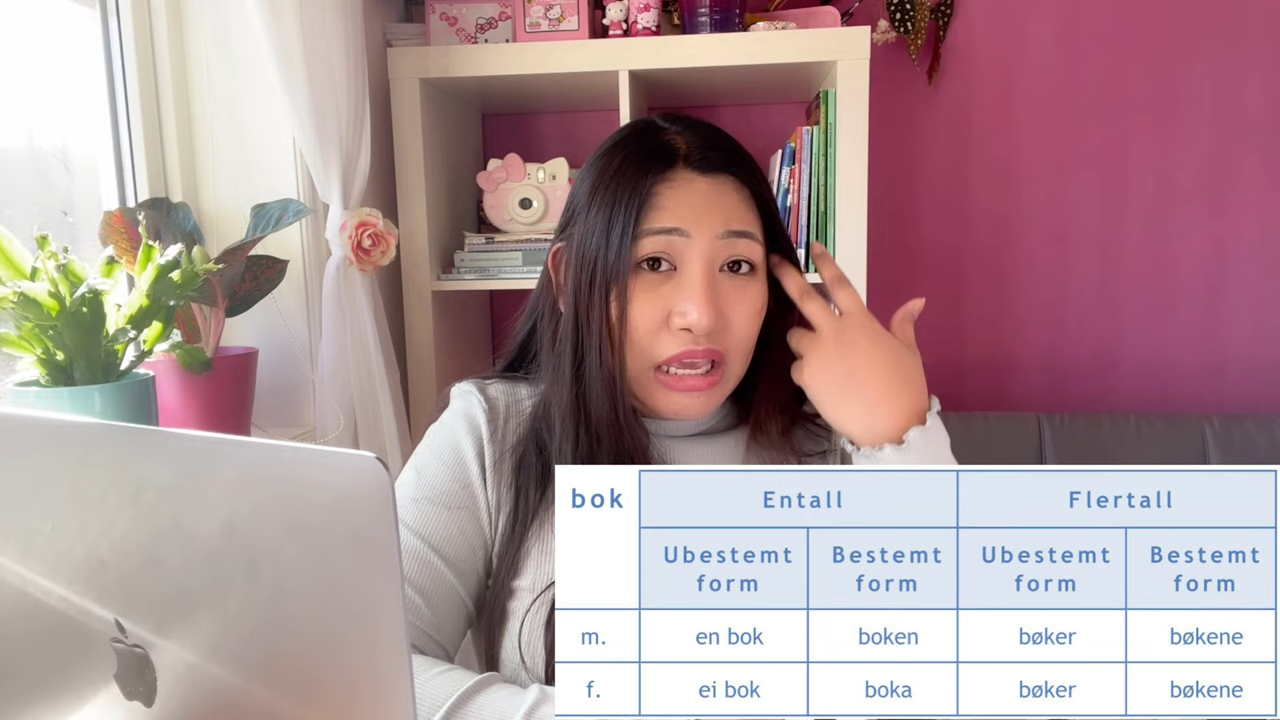 bok Entall Flertall
Ubestemt form Bestemt form Ubestemt form Bestemt form
m. en bok boken bøker bøkene
f. ei bok boka bøker bøkene